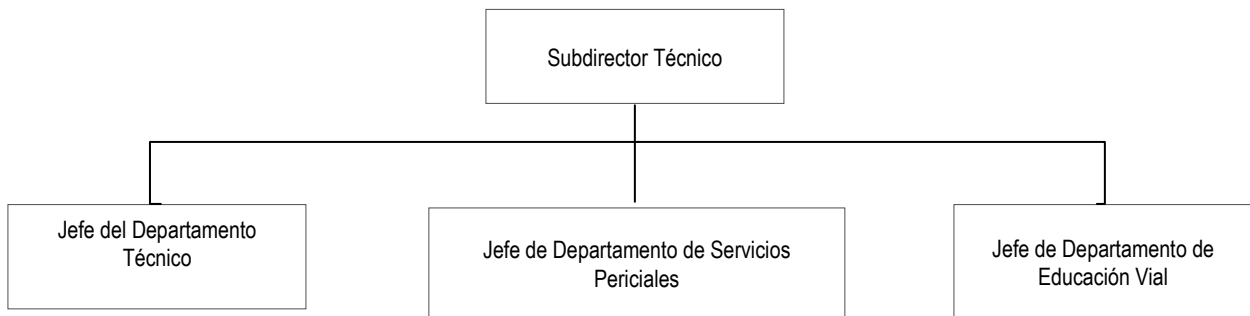 Subdirector Técnico
Jefe del Departamento
Técnico
Jefe de Departamento de Servicios
Periciales
Jefe de Departamento de
Educación Vial